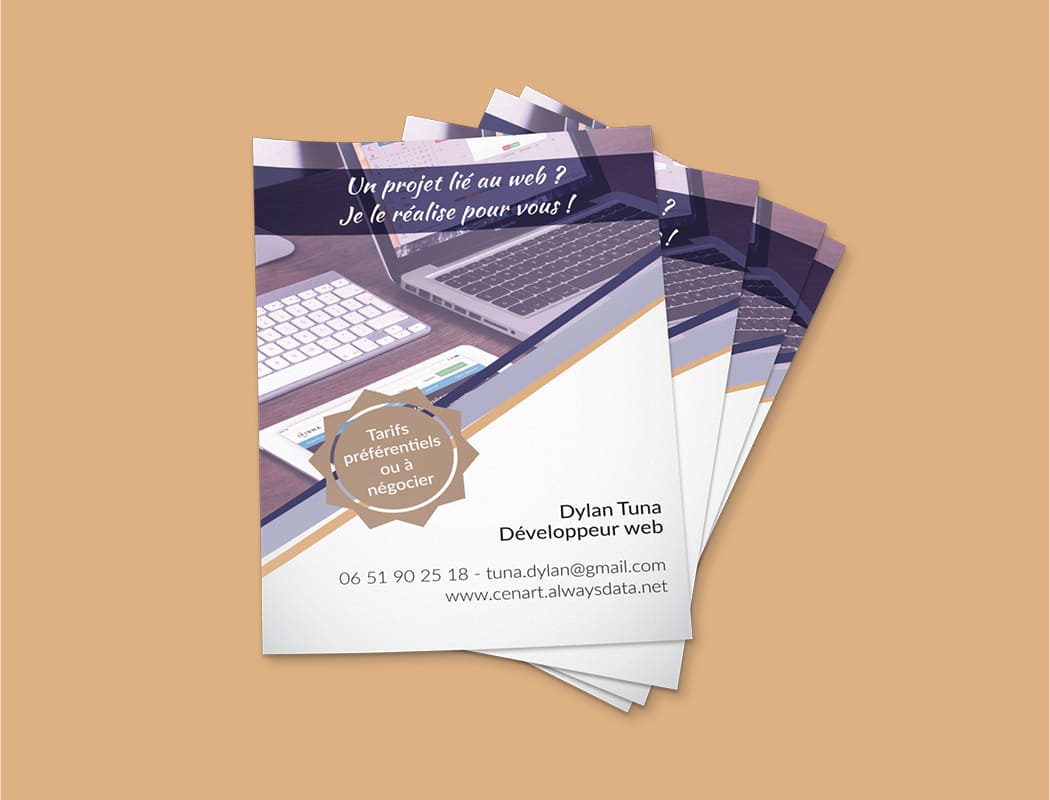 Un projet lié au web ?
Je le réalise pour vous !
?
s !
Tarifs
préférentiels
ou à
négocier
Dylan Tuna
Développeur web
06 51 90 25 18 - tuna.dylan@gmail.com
www.cenart.alwaysdata.net